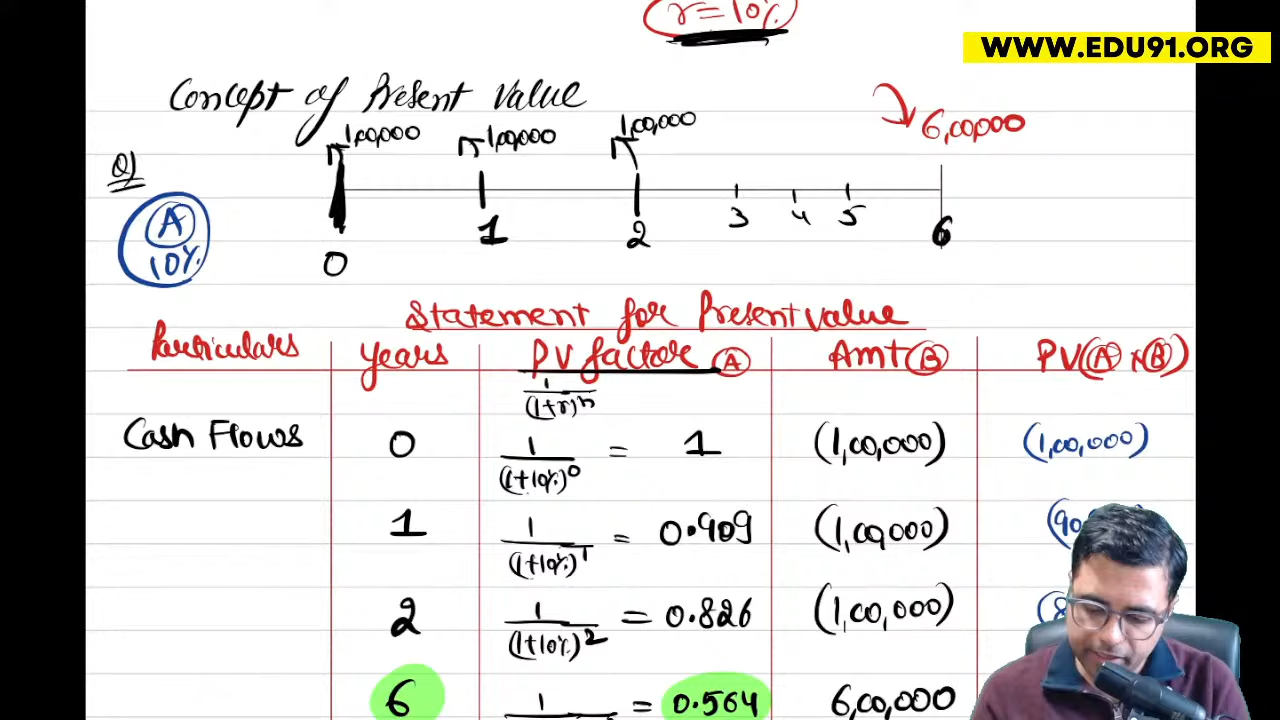 r=10%
WWW.EDU91.ORG
Concept of Present Value
1,00,000 1,00,000 1,00,000 6,00,000
Q)
A
10%
0 1 2 3 4 5 6
Statement for Present value
Particulars years PV factor A Amt B PV(A × B)
1/(1+r)^n
Cash Flows 0 1/(1+10%)^0 = 1 (1,00,000) (1,00,000)
1 1/(1+10%)^1 = 0.909 (1,00,000) (90
2 1/(1+10%)^2 = 0.826 (1,00,000) (8
6 1 = 0.564 6,00,000